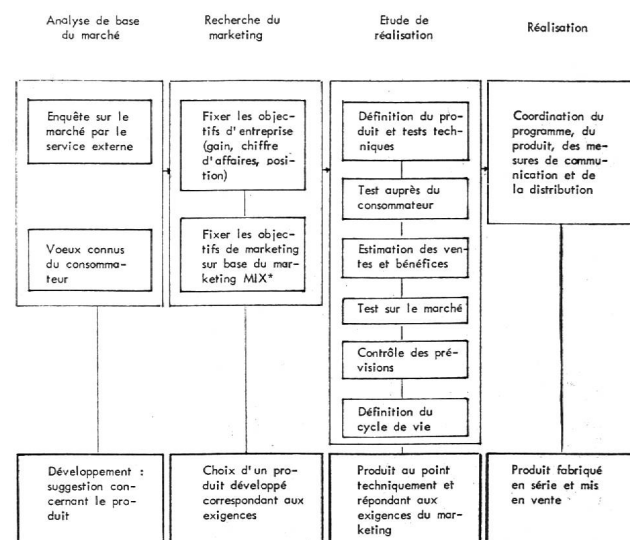 Analyse de base
du marché
Recherche du
marketing
Etude de
réalisation
Réalisation
Enquête sur le
marché par le
service externe
Voeux connus
du consomma-
teur
Fixer les objec-
tifs d'entreprise
(gain, chiffre
d'affaires, posi-
tion)
Fixer les objec-
tifs de marketing
sur base du mar-
keting MIX*
Définition du pro-
duit et tests tech-
niques
Test auprès du
consommateur
Estimation des ven-
tes et bénéfices
Test sur le marché
Contrôle des pré-
visions
Définition du
cycle de vie
Coordination du
programme, du
produit, des me-
sures de commu-
nication et de
la distribution
Développement :
suggestion con-
cernant le pro-
duit
Choix d'un pro-
duit développé
correspondant aux
exigences
Produit au point
techniquement et
répondant aux
exigences du mar-
keting
Produit fabriqué
en série et mis
en vente